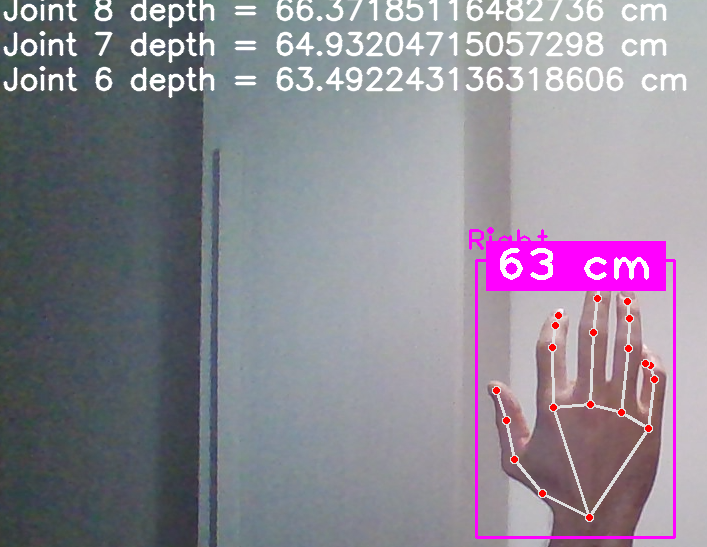 Joint 8 depth = 66.37185116482736 cm
Joint 7 depth = 64.93204715057298 cm
Joint 6 depth = 63.492243136318606 cm
Right
63 cm